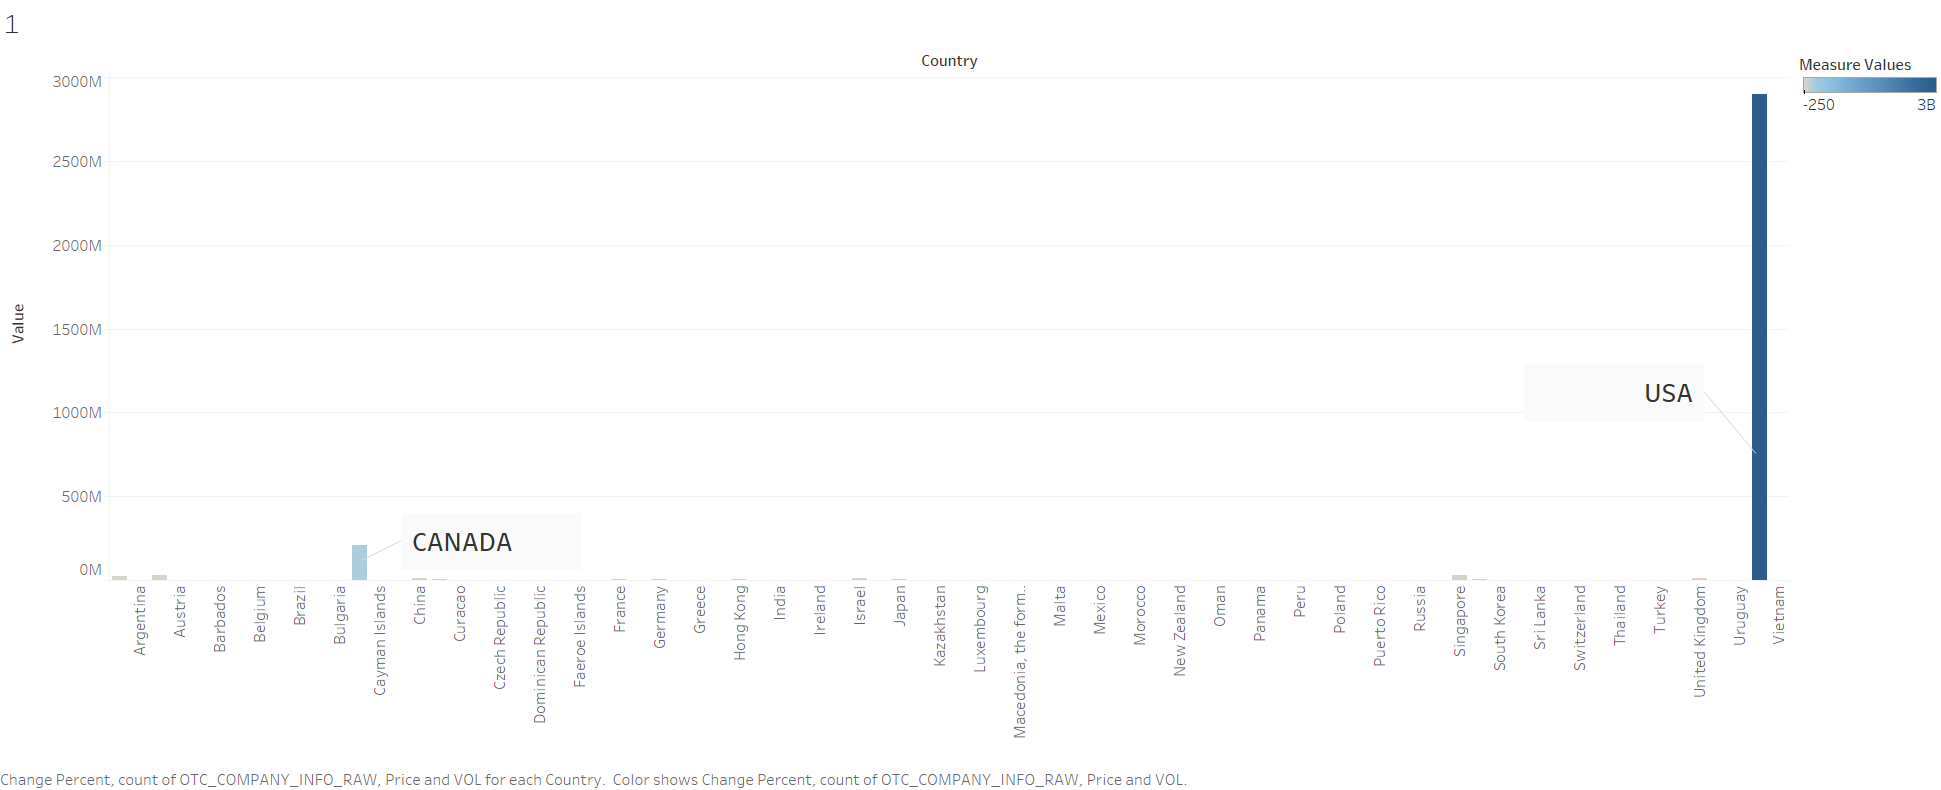 1
Country
Measure Values
-250 3B
3000M
2500M
2000M
1500M
1000M
500M
0M
Value
USA
CANADA
Argentina
Austria
Barbados
Belgium
Brazil
Bulgaria
Cayman Islands
China
Curacao
Czech Republic
Dominican Republic
Faeroe Islands
France
Germany
Greece
Hong Kong
India
Ireland
Israel
Japan
Kazakhstan
Luxembourg
Macedonia, the form..
Malta
Mexico
Morocco
New Zealand
Oman
Panama
Peru
Poland
Puerto Rico
Russia
Singapore
South Korea
Sri Lanka
Switzerland
Thailand
Turkey
United Kingdom
Uruguay
Vietnam
Change Percent, count of OTC_COMPANY_INFO_RAW, Price and VOL for each Country.  Color shows Change Percent, count of OTC_COMPANY_INFO_RAW, Price and VOL.